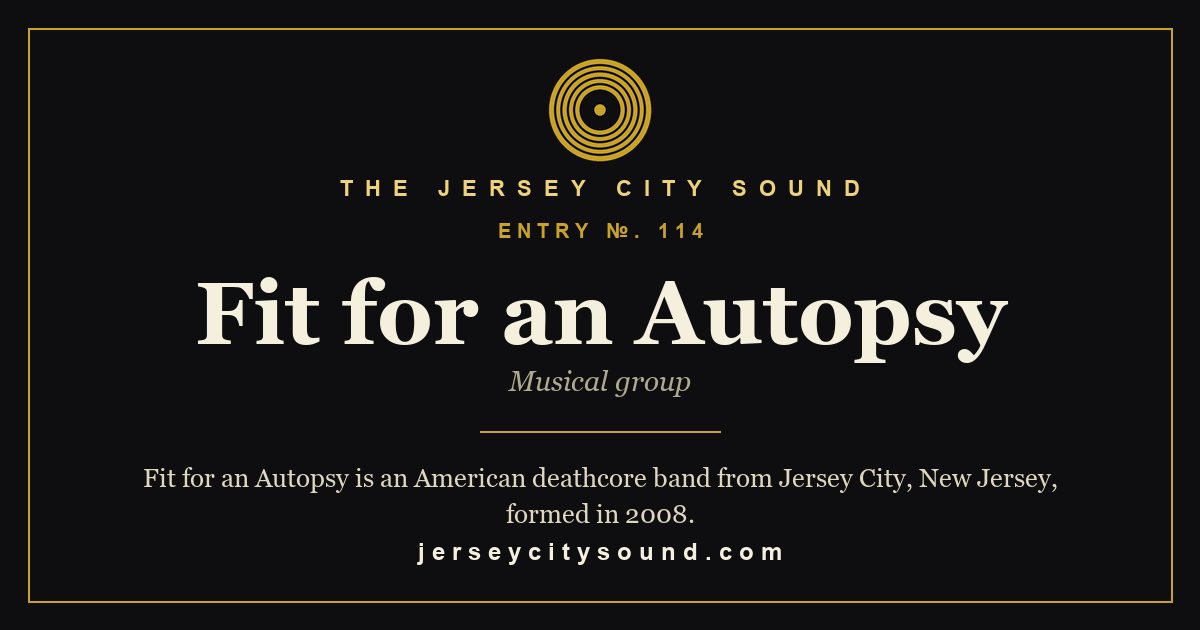 THE JERSEY CITY SOUND
ENTRY №. 114
Fit for an Autopsy
Musical group
Fit for an Autopsy is an American deathcore band from Jersey City, New Jersey,
formed in 2008.
jerseycitysound.com